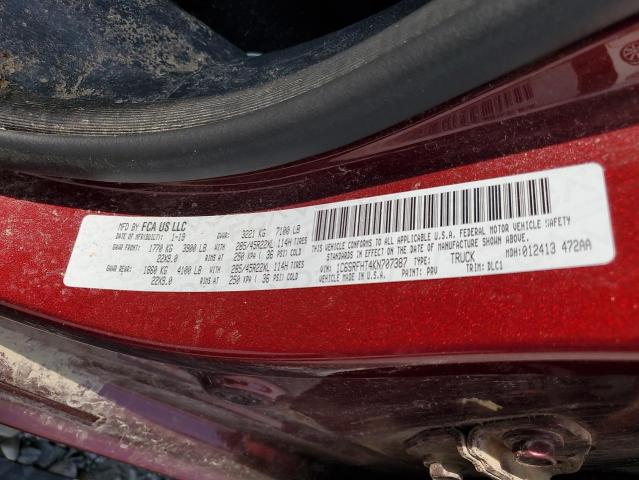 MFD BY FCA US LLC
DATE OF MFR(BUILT): 1-19 GVWR: 3221 KG 7100 LB
GAWR FRONT: 1770 KG 3900 LB WITH 285/45R22XL 114H TIRES
22X9.0 RIMS AT 250 KPA ( 36 PSI) COLD
GAWR REAR: 1860 KG 4100 LB WITH 285/45R22XL 114H TIRES
22X9.0 RIMS AT 250 KPA ( 36 PSI) COLD
THIS VEHICLE CONFORMS TO ALL APPLICABLE U.S.A. FEDERAL MOTOR VEHICLE SAFETY
STANDARDS IN EFFECT ON THE DATE OF MANUFACTURE SHOWN ABOVE.
VIN: 1C6SRFHT4KN707387 TYPE: TRUCK MDH: 012413 472AA
VEHICLE MADE IN U.S.A. PAINT: PRV TRIM: DLC1